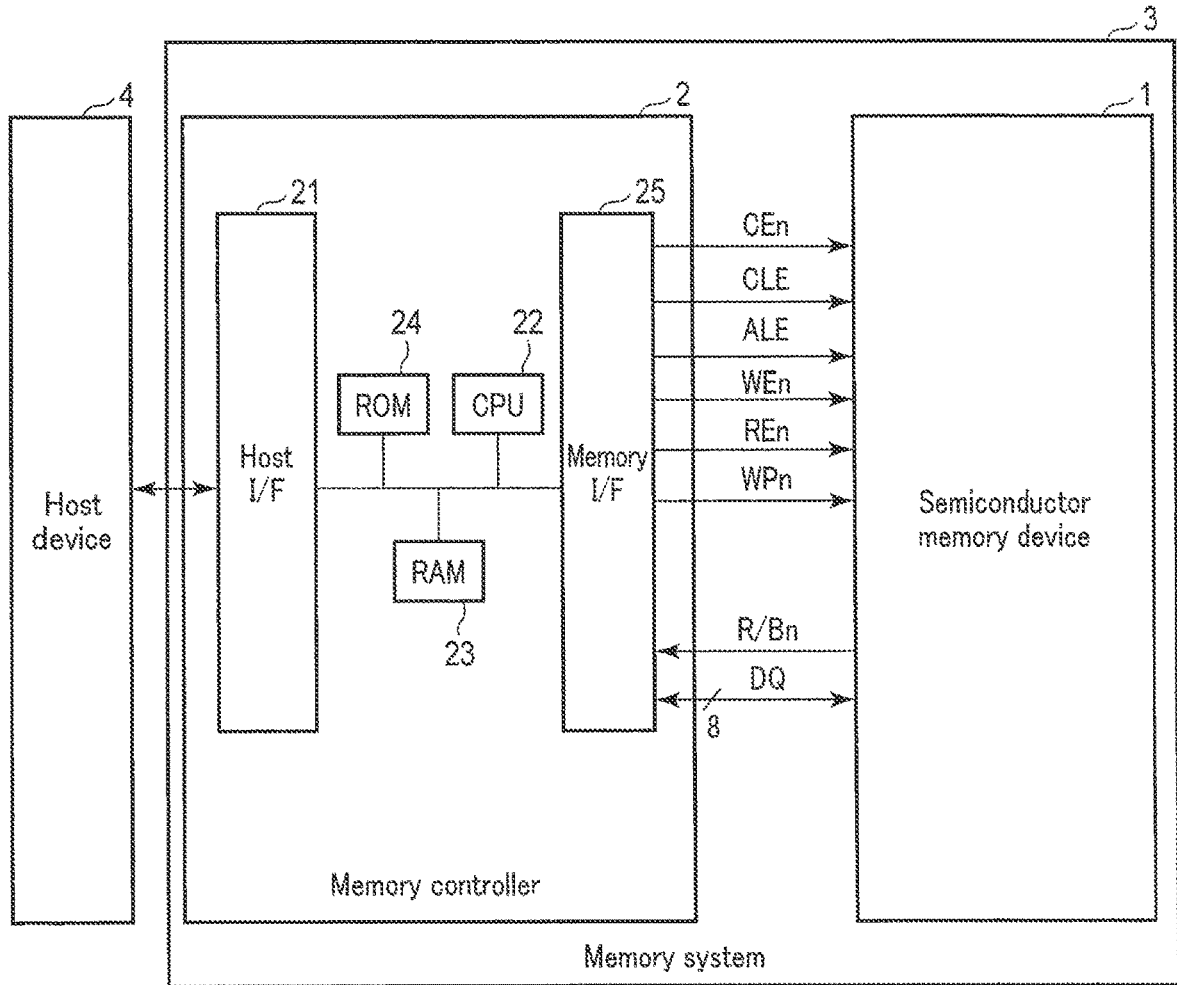 3
4
2
1
21
25
CEn
CLE
ALE
WEn
REn
WPn
24
22
ROM
CPU
Host
I/F
Memory
I/F
Host
device
RAM
23
Semiconductor
memory device
R/Bn
DQ
8
Memory controller
Memory system